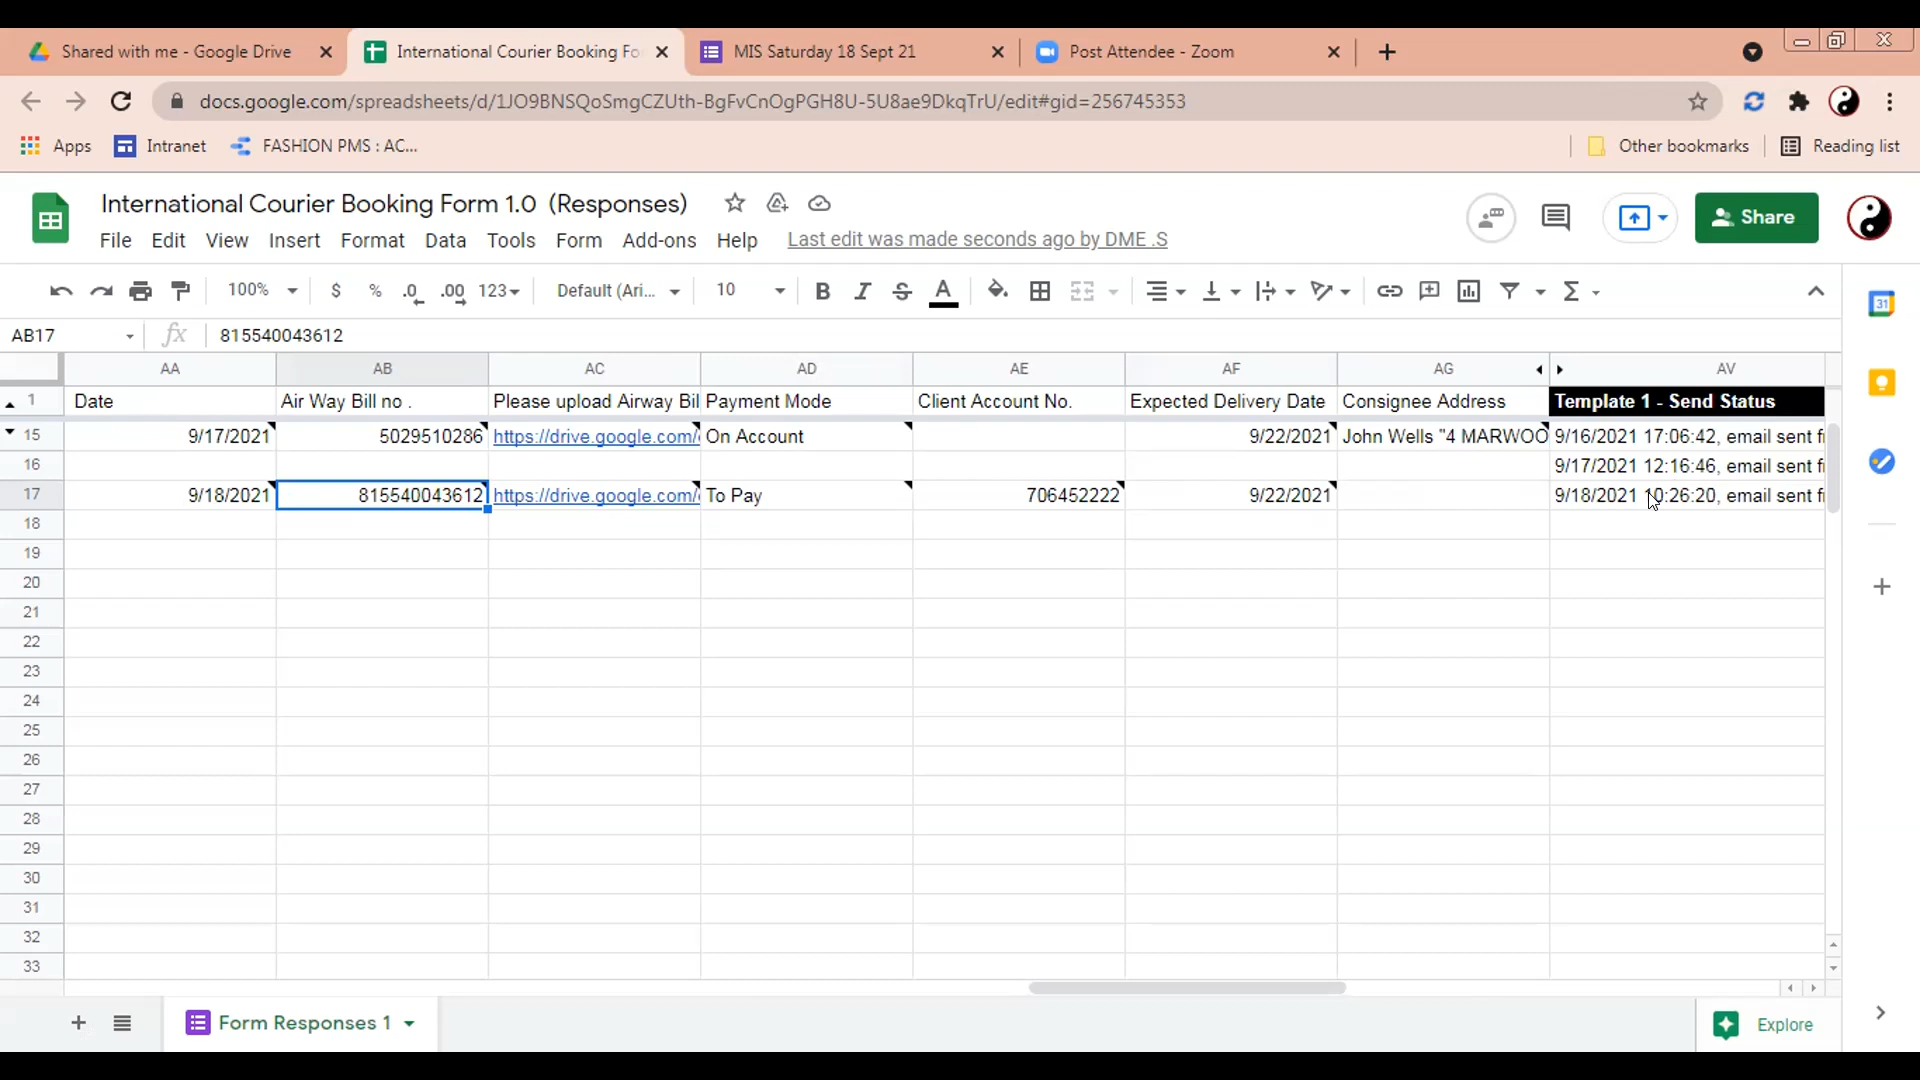 Shared with me - Google Drive
International Courier Booking Fo
MIS Saturday 18 Sept 21
Post Attendee - Zoom
docs.google.com/spreadsheets/d/1JO9BNSQoSmgCZUth-BgFvCnOgPGH8U-5U8ae9DkqTrU/edit#gid=256745353
Apps
Intranet
FASHION PMS : AC...
Other bookmarks
Reading list
International Courier Booking Form 1.0 (Responses)
File Edit View Insert Format Data Tools Form Add-ons Help Last edit was made seconds ago by DME .S
Share
100% $ % .0 .00 123 Default (Ari... 10 B I S A
31
AB17 fx 815540043612
AA AB AC AD AE AF AG AV
1 Date Air Way Bill no . Please upload Airway Bil Payment Mode Client Account No. Expected Delivery Date Consignee Address Template 1 - Send Status
15 9/17/2021 5029510286 https://drive.google.com/ On Account 9/22/2021 John Wells "4 MARWOO 9/16/2021 17:06:42, email sent f
16 9/17/2021 12:16:46, email sent f
17 9/18/2021 815540043612 https://drive.google.com/ To Pay 706452222 9/22/2021 9/18/2021 10:26:20, email sent f
18
19
20
21
22
23
24
25
26
27
28
29
30
31
32
33
Form Responses 1
Explore